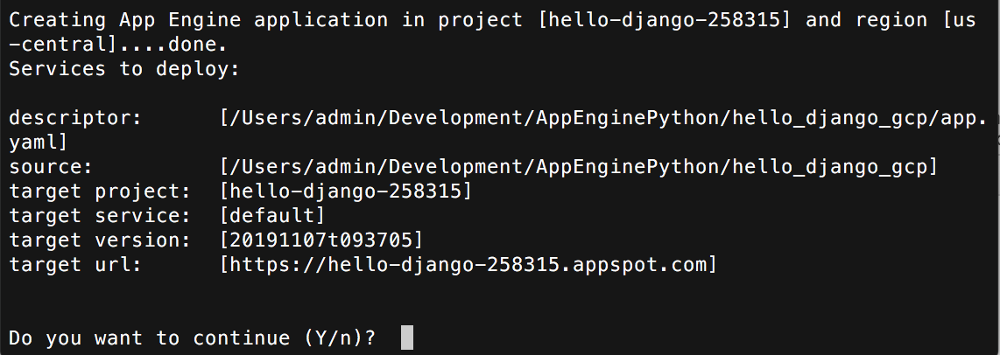 Creating App Engine application in project [hello-django-258315] and region [us
-central]....done.
Services to deploy:
descriptor:      [/Users/admin/Development/AppEnginePython/hello_django_gcp/app.
yaml]
source:          [/Users/admin/Development/AppEnginePython/hello_django_gcp]
target project:  [hello-django-258315]
target service:  [default]
target version:  [20191107t093705]
target url:      [https://hello-django-258315.appspot.com]
Do you want to continue (Y/n)?